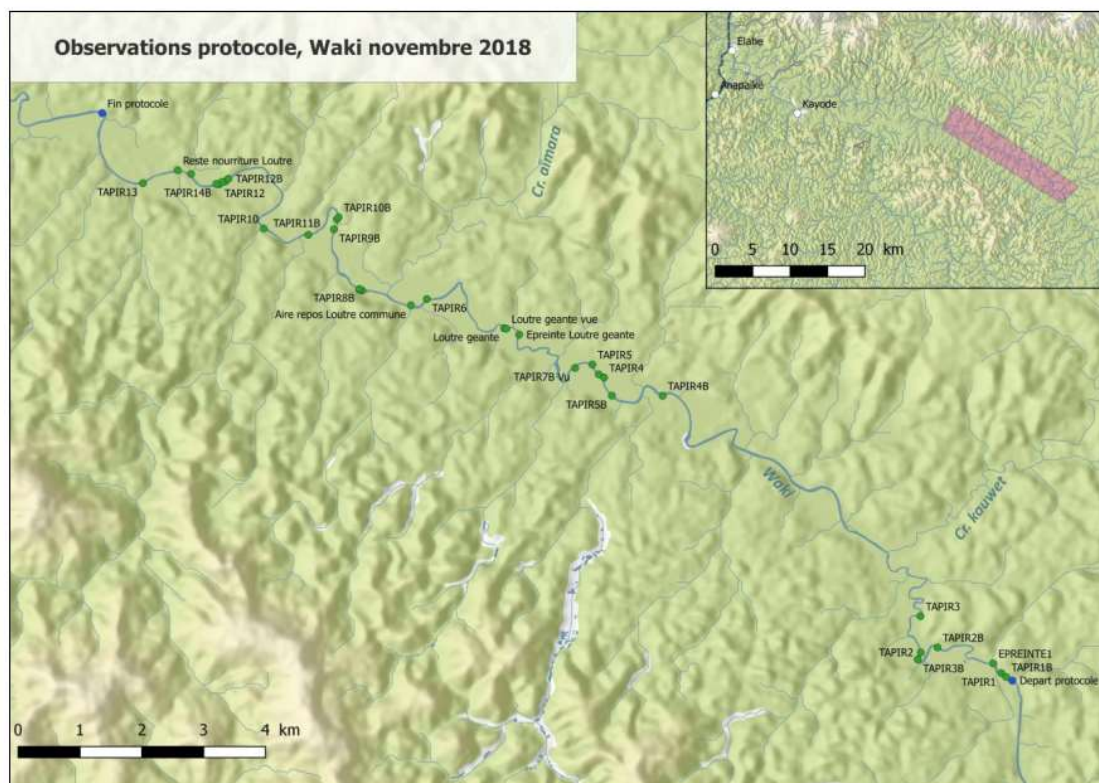 Observations protocole, Waki novembre 2018
Elahe
Anapaike
Kayode
0 5 10 15 20 km
Fin protocole
Cr. aïmara
Reste nourriture Loutre
TAPIR13
TAPIR14B
TAPIR12B
TAPIR12
TAPIR10
TAPIR11B
TAPIR10B
TAPIR9B
TAPIR8B
TAPIR6
Aire repos Loutre commune
Loutre geante vue
Loutre geante
Epreinte Loutre geante
TAPIR5
TAPIR7B Vu
TAPIR4
TAPIR4B
TAPIR5B
Waki
Cr. kauwet
TAPIR3
TAPIR2B
TAPIR2
TAPIR3B
EPREINTE1
TAPIR1B
TAPIR1
Depart protocole
0 1 2 3 4 km